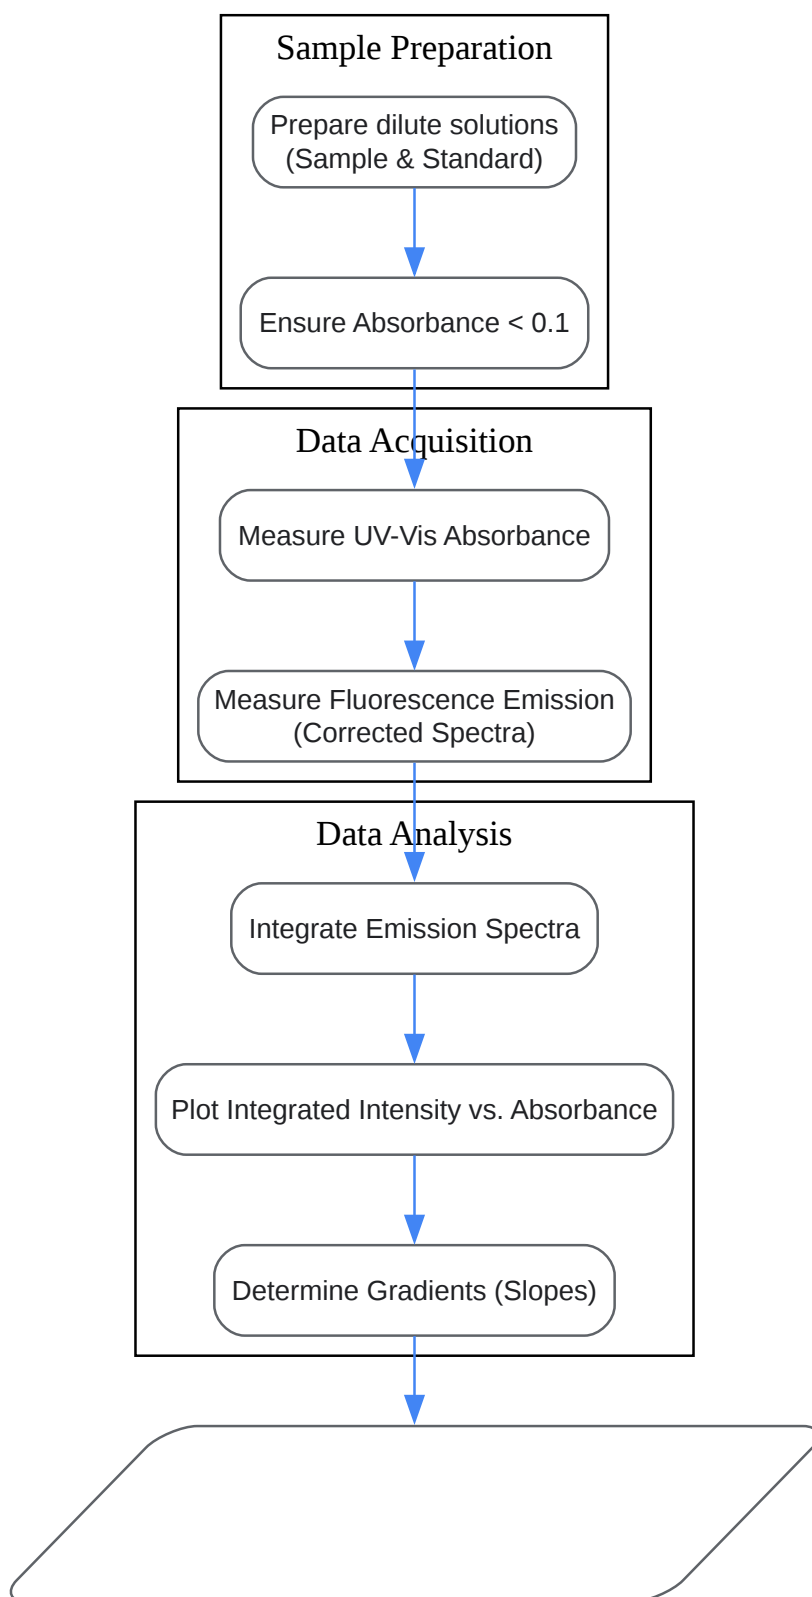 Sample Preparation
Prepare dilute solutions
(Sample & Standard)
Ensure Absorbance < 0.1
Data Acquisition
Measure UV-Vis Absorbance
Measure Fluorescence Emission
(Corrected Spectra)
Data Analysis
Integrate Emission Spectra
Plot Integrated Intensity vs. Absorbance
Determine Gradients (Slopes)